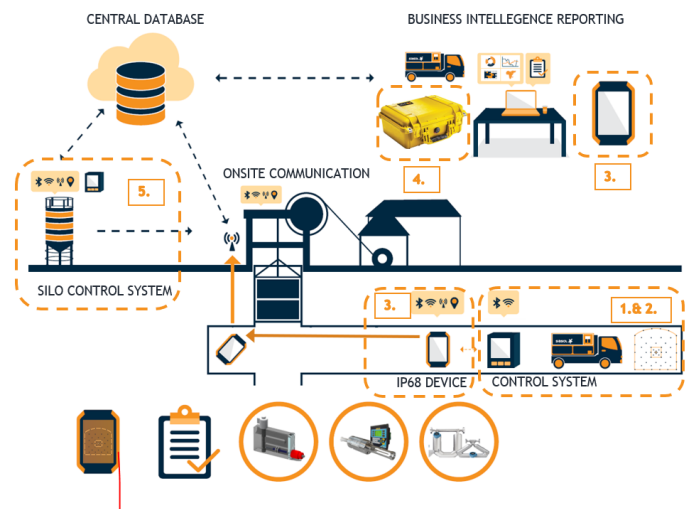 CENTRAL DATABASE
BUSINESS INTELLEGENCE REPORTING
ONSITE COMMUNICATION
5.
4.
3.
SILO CONTROL SYSTEM
3.
1.& 2.
IP68 DEVICE
CONTROL SYSTEM